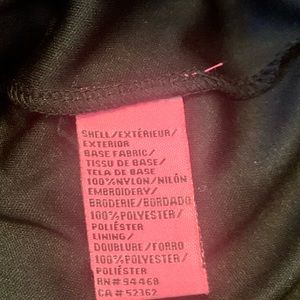 SHELL/EXTÉRIEUR/
EXTERIOR
BASE FABRIC/
TISSU DE BASE/
TELA DE BASE
100%NYLON/NILÓN
EMBROIDERY/
BRODERIE/BORDADO
100%POLYESTER/
POLIÉSTER
LINING/
DOUBLURE/FORRO
100%POLYESTER/
POLIÉSTER
RN#94468
CA#52362